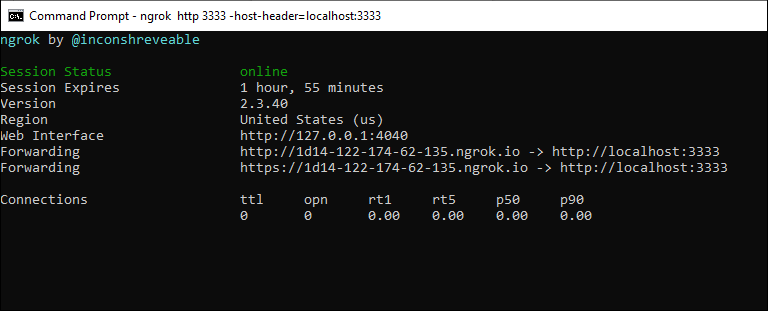 Command Prompt - ngrok  http 3333 -host-header=localhost:3333
ngrok by @inconshreveable
Session Status online
Session Expires 1 hour, 55 minutes
Version 2.3.40
Region United States (us)
Web Interface http://127.0.0.1:4040
Forwarding http://1d14-122-174-62-135.ngrok.io -> http://localhost:3333
Forwarding https://1d14-122-174-62-135.ngrok.io -> http://localhost:3333
Connections ttl opn rt1 rt5 p50 p90
0 0 0.00 0.00 0.00 0.00